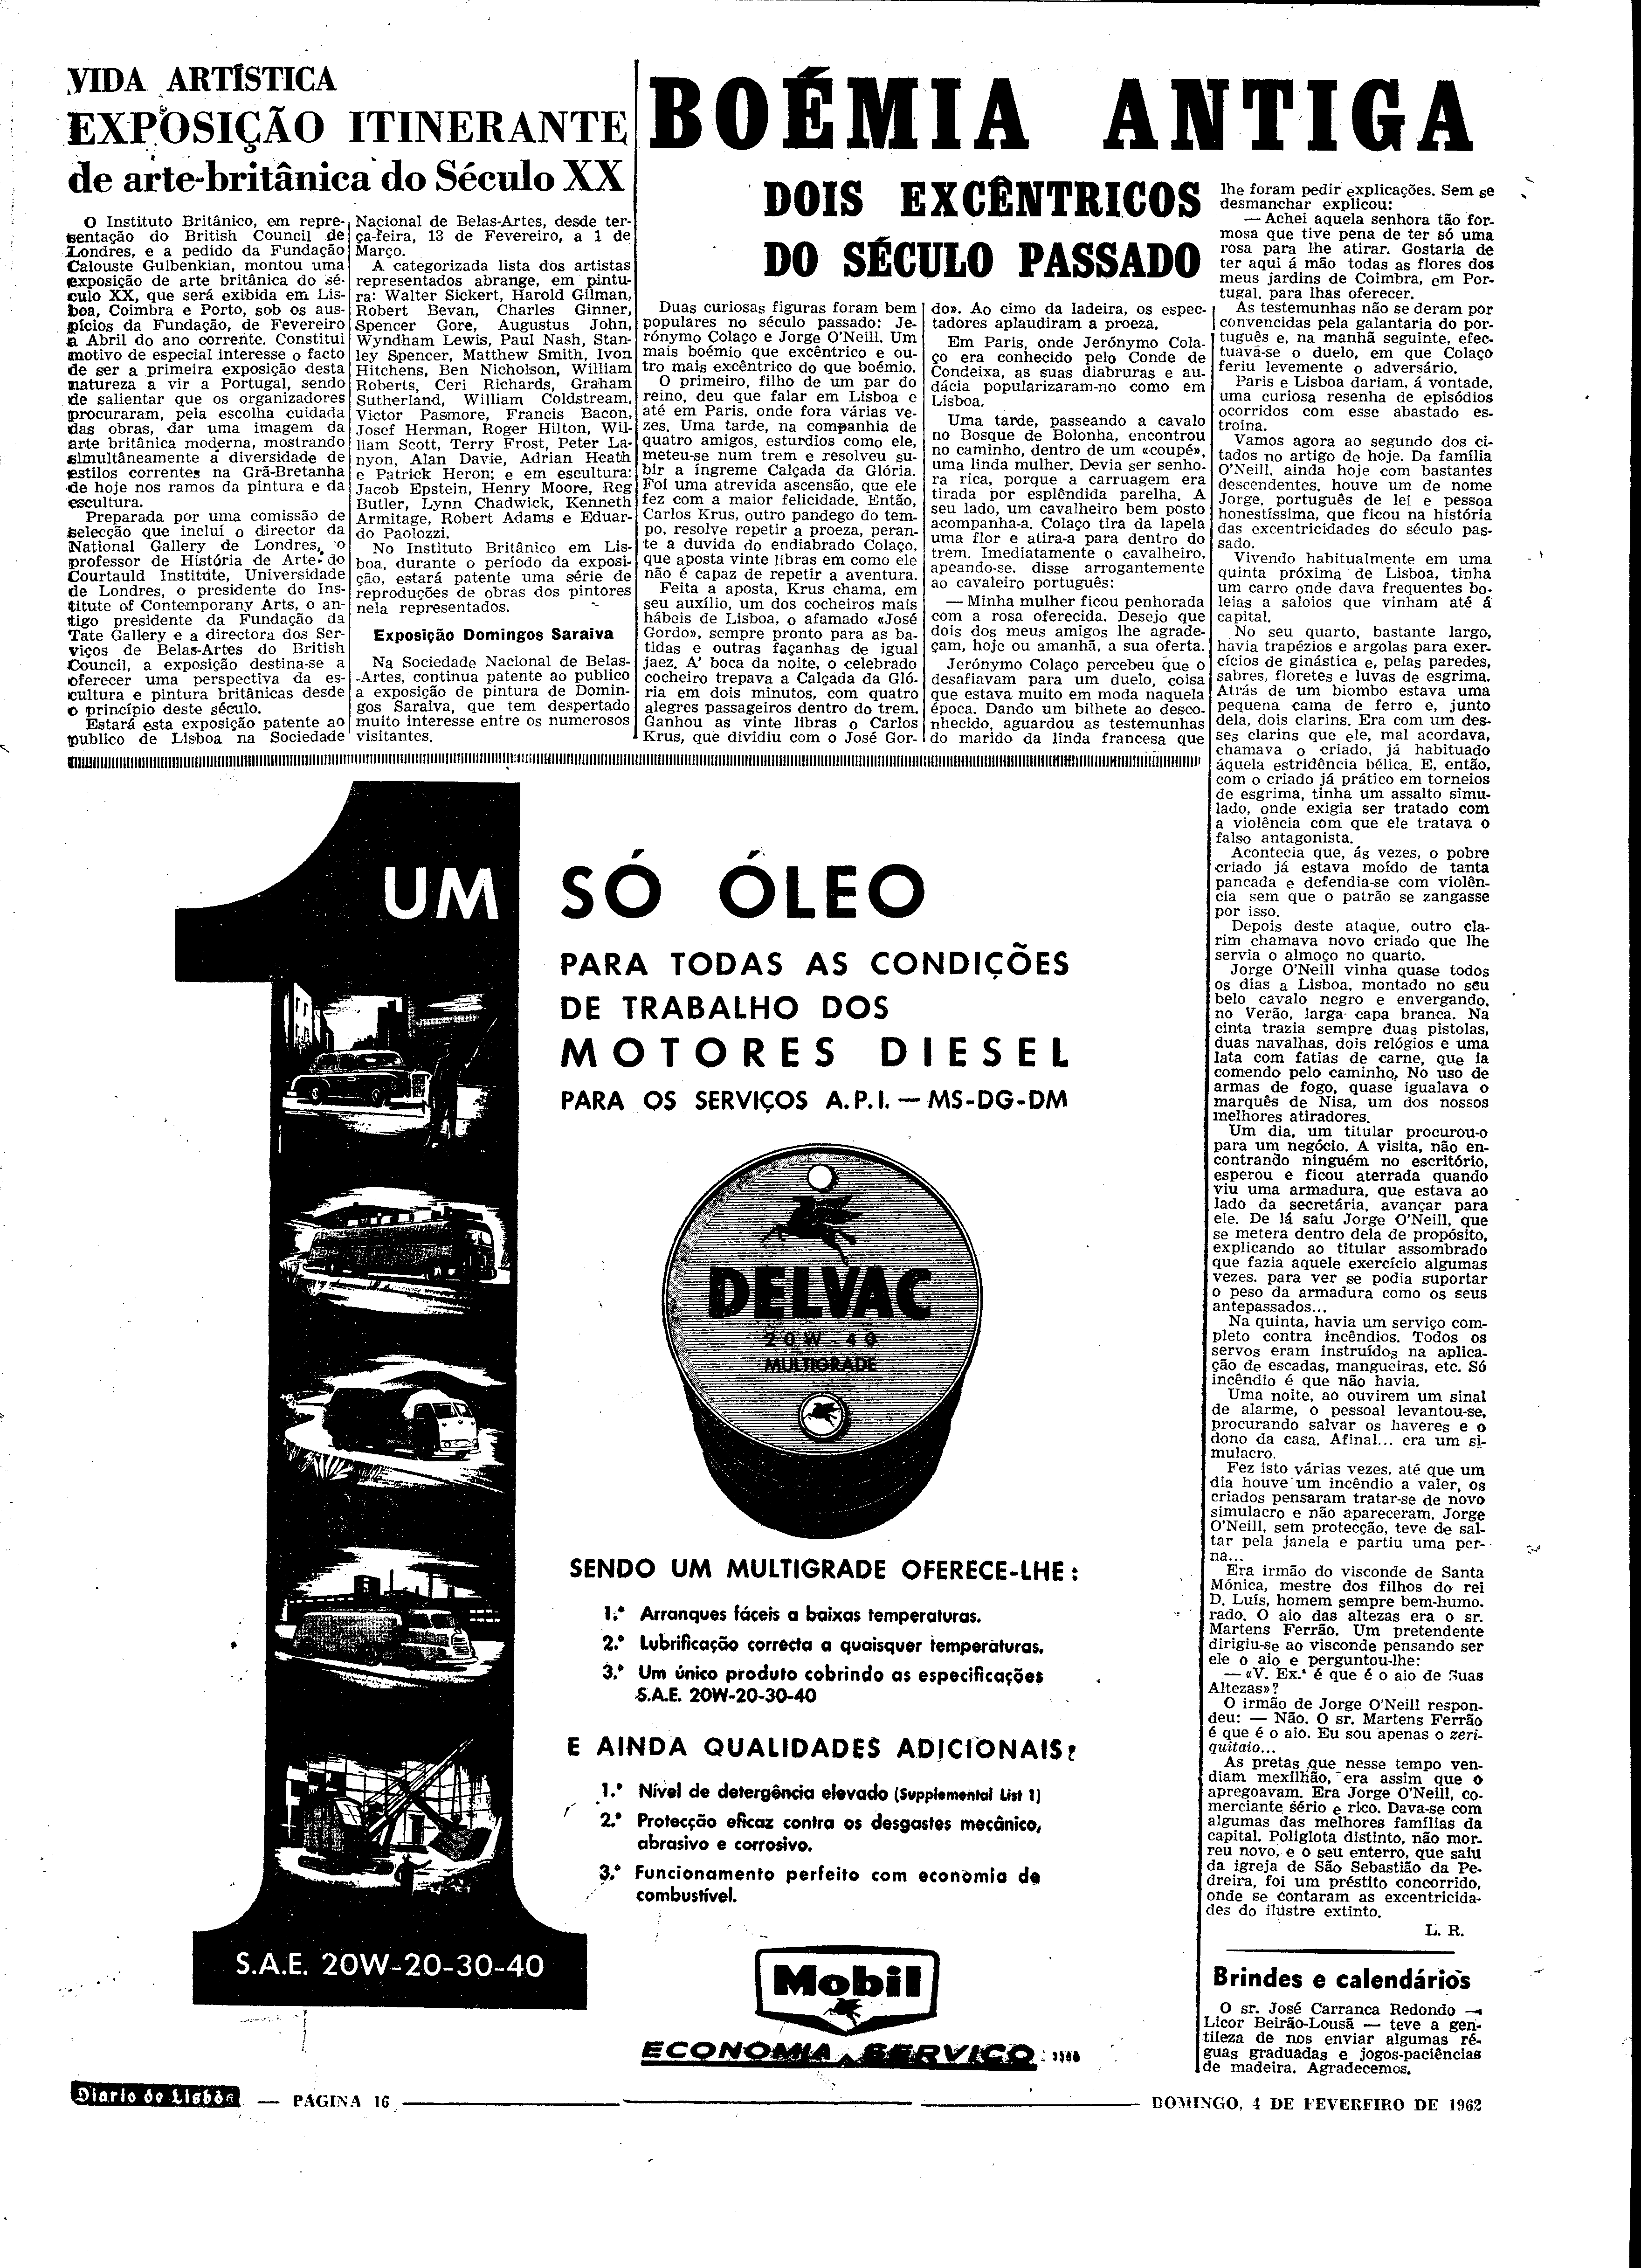 VIDA ARTÍSTICA
EXPOSIÇÃO ITINERANTE
de arte britânica do Século XX
O Instituto Britânico, em repre-
sentação do British Council de
Londres, e a pedido da Fundação
Calouste Gulbenkian, montou uma
exposição de arte britânica do sé-
culo XX, que será exibida em Lis-
boa, Coimbra e Porto, sob os aus-
pícios da Fundação, de Fevereiro
a Abril do ano corrente. Constitui
motivo de especial interesse o facto
de ser a primeira exposição desta
natureza a vir a Portugal, sendo
de salientar que os organizadores
procuraram, pela escolha cuidada
das obras, dar uma imagem da
arte britânica moderna, mostrando
simultâneamente a diversidade de
estilos correntes na Grã-Bretanha
de hoje nos ramos da pintura e da
escultura.
Preparada por uma comissão de
selecção que inclui o director da
National Gallery de Londres, o
professor de História de Arte do
Courtauld Institute, Universidade
de Londres, o presidente do Ins-
titute of Contemporany Arts, o an-
tigo presidente da Fundação da
Tate Gallery e a directora dos Ser-
viços de Belas-Artes do British
Council, a exposição destina-se a
oferecer uma perspectiva da es-
cultura e pintura britânicas desde
o princípio deste século.
Estará esta exposição patente ao
publico de Lisboa na Sociedade
Nacional de Belas-Artes, desde ter-
ça-feira, 13 de Fevereiro, a 1 de
Março.
A categorizada lista dos artistas
representados abrange, em pintu-
ra: Walter Sickert, Harold Gilman,
Robert Bevan, Charles Ginner,
Spencer Gore, Augustus John,
Wyndham Lewis, Paul Nash, Stan-
ley Spencer, Matthew Smith, Ivon
Hitchens, Ben Nicholson, William
Roberts, Ceri Richards, Graham
Sutherland, William Coldstream,
Victor Pasmore, Francis Bacon,
Josef Herman, Roger Hilton, Wil-
liam Scott, Terry Frost, Peter La-
nyon, Alan Davie, Adrian Heath
e Patrick Heron; e em escultura:
Jacob Epstein, Henry Moore, Reg
Butler, Lynn Chadwick, Kenneth
Armitage, Robert Adams e Eduar-
do Paolozzi.
No Instituto Britânico em Lis-
boa, durante o período da exposi-
ção, estará patente uma série de
reproduções de obras dos pintores
nela representados.
Exposição Domingos Saraiva
Na Sociedade Nacional de Belas-
-Artes, continua patente ao publico
a exposição de pintura de Domin-
gos Saraiva, que tem despertado
muito interesse entre os numerosos
visitantes.
BOÉMIA ANTIGA
DOIS EXCÊNTRICOS
DO SÉCULO PASSADO
Duas curiosas figuras foram bem
populares no século passado: Je-
rónymo Colaço e Jorge O'Neill. Um
mais boémio que excêntrico e ou-
tro mais excêntrico do que boémio.
O primeiro, filho de um par do
reino, deu que falar em Lisboa e
até em Paris, onde fora várias ve-
zes. Uma tarde, na companhia de
quatro amigos, esturdios como ele,
meteu-se num trem e resolveu su-
bir a íngreme Calçada da Glória.
Foi uma atrevida ascensão, que ele
fez com a maior felicidade. Então,
Carlos Krus, outro pandego do tem-
po, resolve repetir a proeza, peran-
te a duvida do endiabrado Colaço,
que aposta vinte libras em como ele
não é capaz de repetir a aventura.
Feita a aposta, Krus chama, em
seu auxílio, um dos cocheiros mais
hábeis de Lisboa, o afamado «José
Gordo», sempre pronto para as ba-
tidas e outras façanhas de igual
jaez. A' boca da noite, o celebrado
cocheiro trepava a Calçada da Gló-
ria em dois minutos, com quatro
alegres passageiros dentro do trem.
Ganhou as vinte libras o Carlos
Krus, que dividiu com o José Gor-
do». Ao cimo da ladeira, os espec-
tadores aplaudiram a proeza.
Em Paris, onde Jerónymo Cola-
ço era conhecido pelo Conde de
Condeixa, as suas diabruras e au-
dácia popularizaram-no como em
Lisboa.
Uma tarde, passeando a cavalo
no Bosque de Bolonha, encontrou
no caminho, dentro de um «coupé»,
uma linda mulher. Devia ser senho-
ra rica, porque a carruagem era
tirada por esplêndida parelha. A
seu lado, um cavalheiro bem posto
acompanha-a. Colaço tira da lapela
uma flor e atira-a para dentro do
trem. Imediatamente o cavalheiro,
apeando-se, disse arrogantemente
ao cavaleiro português:
— Minha mulher ficou penhorada
com a rosa oferecida. Desejo que
dois dos meus amigos lhe agrade-
çam, hoje ou amanhã, a sua oferta.
Jerónymo Colaço percebeu que o
desafiavam para um duelo, coisa
que estava muito em moda naquela
época. Dando um bilhete ao desco-
nhecido, aguardou as testemunhas
do marido da linda francesa que
lhe foram pedir explicações. Sem se
desmanchar explicou:
— Achei aquela senhora tão for-
mosa que tive pena de ter só uma
rosa para lhe atirar. Gostaria de
ter aqui á mão todas as flores dos
meus jardins de Coimbra, em Por-
tugal, para lhas oferecer.
As testemunhas não se deram por
convencidas pela galantaria do por-
tuguês e, na manhã seguinte, efec-
tuava-se o duelo, em que Colaço
feriu levemente o adversário.
Paris e Lisboa dariam, á vontade,
uma curiosa resenha de episódios
ocorridos com esse abastado es-
troina.
Vamos agora ao segundo dos ci-
tados no artigo de hoje. Da família
O'Neill, ainda hoje com bastantes
descendentes, houve um de nome
Jorge, português de lei e pessoa
honestíssima, que ficou na história
das excentricidades do século pas-
sado.
Vivendo habitualmente em uma
quinta próxima de Lisboa, tinha
um carro onde dava frequentes bo-
leias a saloios que vinham até á
capital.
No seu quarto, bastante largo,
havia trapézios e argolas para exer-
cícios de ginástica e, pelas paredes,
sabres, floretes e luvas de esgrima.
Atrás de um biombo estava uma
pequena cama de ferro e, junto
dela, dois clarins. Era com um des-
ses clarins que ele, mal acordava,
chamava o criado, já habituado
áquela estridência bélica. E, então,
com o criado já prático em torneios
de esgrima, tinha um assalto simu-
lado, onde exigia ser tratado com
a violência com que ele tratava o
falso antagonista.
Acontecia que, ás vezes, o pobre
criado já estava moído de tanta
pancada e defendia-se com violên-
cia sem que o patrão se zangasse
por isso.
Depois deste ataque, outro cla-
rim chamava novo criado que lhe
servia o almoço no quarto.
Jorge O'Neill vinha quase todos
os dias a Lisboa, montado no seu
belo cavalo negro e envergando,
no Verão, larga capa branca. Na
cinta trazia sempre duas pistolas,
duas navalhas, dois relógios e uma
lata com fatias de carne, que ia
comendo pelo caminho. No uso de
armas de fogo, quase igualava o
marquês de Nisa, um dos nossos
melhores atiradores.
Um dia, um titular procurou-o
para um negócio. A visita, não en-
contrando ninguém no escritório,
esperou e ficou aterrada quando
viu uma armadura, que estava ao
lado da secretária, avançar para
ele. De lá saiu Jorge O'Neill, que
se metera dentro dela de propósito,
explicando ao titular assombrado
que fazia aquele exercício algumas
vezes, para ver se podia suportar
o peso da armadura como os seus
antepassados...
Na quinta, havia um serviço com-
pleto contra incêndios. Todos os
servos eram instruídos na aplica-
ção de escadas, mangueiras, etc. Só
incêndio é que não havia.
Uma noite, ao ouvirem um sinal
de alarme, o pessoal levantou-se,
procurando salvar os haveres e o
dono da casa. Afinal... era um si-
mulacro.
Fez isto várias vezes, até que um
dia houve um incêndio a valer, os
criados pensaram tratar-se de novo
simulacro e não apareceram. Jorge
O'Neill, sem protecção, teve de sal-
tar pela janela e partiu uma per-
na...
Era irmão do visconde de Santa
Mónica, mestre dos filhos do rei
D. Luís, homem sempre bem-humo-
rado. O aio das altezas era o sr.
Martens Ferrão. Um pretendente
dirigiu-se ao visconde pensando ser
ele o aio e perguntou-lhe:
— «V. Ex.ª é que é o aio de Suas
Altezas»?
O irmão de Jorge O'Neill respon-
deu: — Não. O sr. Martens Ferrão
é que é o aio. Eu sou apenas o zeri-
quitaio...
As pretas que nesse tempo ven-
diam mexilhão, era assim que o
apregoavam. Era Jorge O'Neill, co-
merciante sério e rico. Dava-se com
algumas das melhores famílias da
capital. Poliglota distinto, não mor-
reu novo, e o seu enterro, que saiu
da igreja de São Sebastião da Pe-
dreira, foi um préstito concorrido,
onde se contaram as excentricida-
des do ilustre extinto.
L. R.
Brindes e calendários
O sr. José Carranca Redondo —
Licor Beirão-Lousã — teve a gen-
tileza de nos enviar algumas ré-
guas graduadas e jogos-paciências
de madeira. Agradecemos.
UM SÓ ÓLEO
PARA TODAS AS CONDIÇÕES
DE TRABALHO DOS
MOTORES DIESEL
PARA OS SERVIÇOS A.P.I. — MS-DG-DM
DELVAC
20W-40
MULTIGRADE
SENDO UM MULTIGRADE OFERECE-LHE:
1.º Arranques fáceis a baixas temperaturas.
2.º Lubrificação correcta a quaisquer temperaturas.
3.º Um único produto cobrindo as especificações
S.A.E. 20W-20-30-40
E AINDA QUALIDADES ADICIONAIS:
1.º Nível de detergência elevado (Supplemental List 1)
2.º Protecção eficaz contra os desgastes mecânico,
abrasivo e corrosivo.
3.º Funcionamento perfeito com economia de
combustível.
S.A.E. 20W-20-30-40
Mobil
ECONOMIA SERVIÇO
Diario de Lisbôa — PÁGINA 16 DOMINGO, 4 DE FEVEREIRO DE 1962